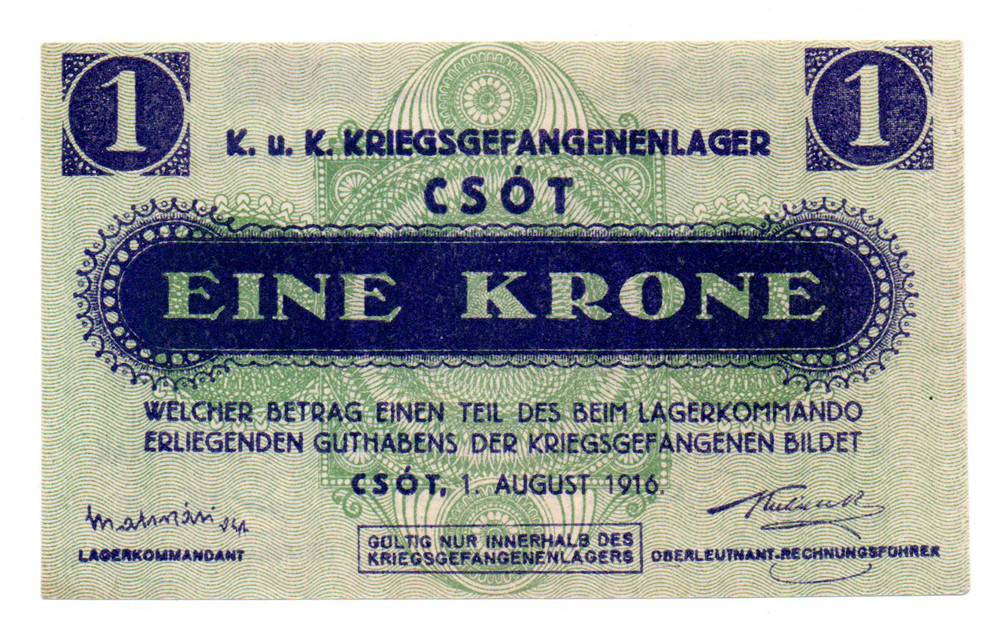 1 1
K. u. K. KRIEGSGEFANGENENLAGER
CSÓT
EINE KRONE
WELCHER BETRAG EINEN TEIL DES BEIM LAGERKOMMANDO
ERLIEGENDEN GUTHABENS DER KRIEGSGEFANGENEN BILDET
CSÓT, 1. AUGUST 1916.
LAGERKOMMANDANT
GÜLTIG NUR INNERHALB DES
KRIEGSGEFANGENENLAGERS
OBERLEUTNANT-RECHNUNGSFÜHRER